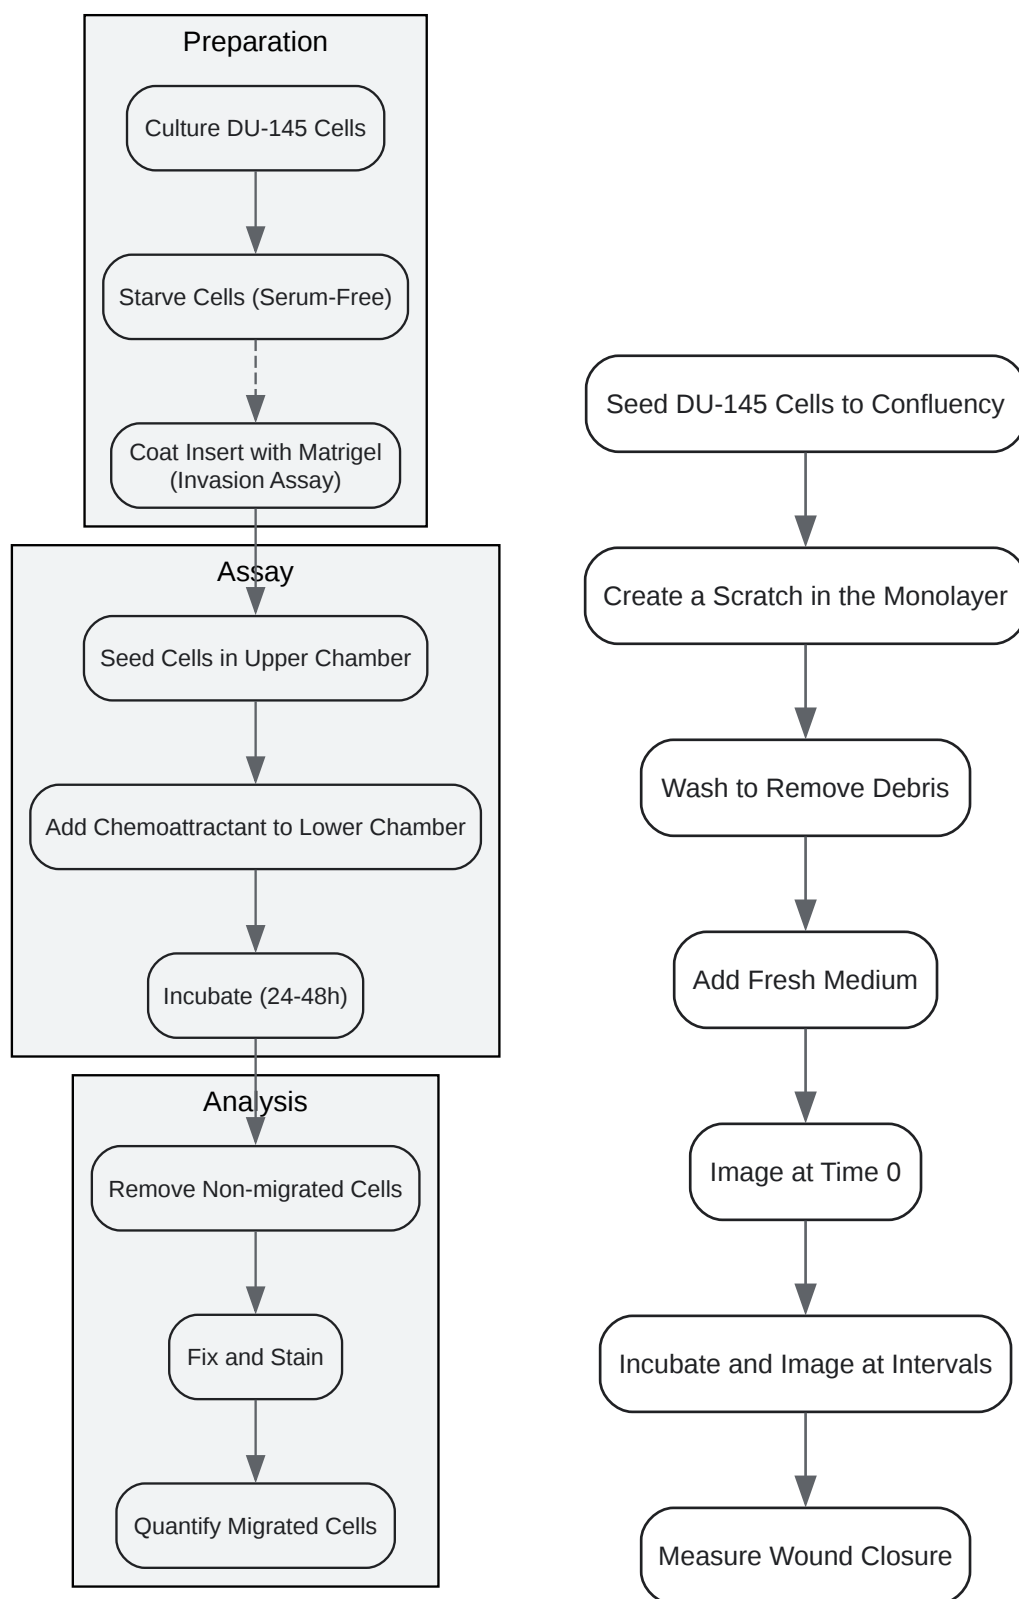 Preparation
Culture DU-145 Cells
Starve Cells (Serum-Free)
Coat Insert with Matrigel
(Invasion Assay)
Assay
Seed Cells in Upper Chamber
Add Chemoattractant to Lower Chamber
Incubate (24-48h)
Analysis
Remove Non-migrated Cells
Fix and Stain
Quantify Migrated Cells
Seed DU-145 Cells to Confluency
Create a Scratch in the Monolayer
Wash to Remove Debris
Add Fresh Medium
Image at Time 0
Incubate and Image at Intervals
Measure Wound Closure